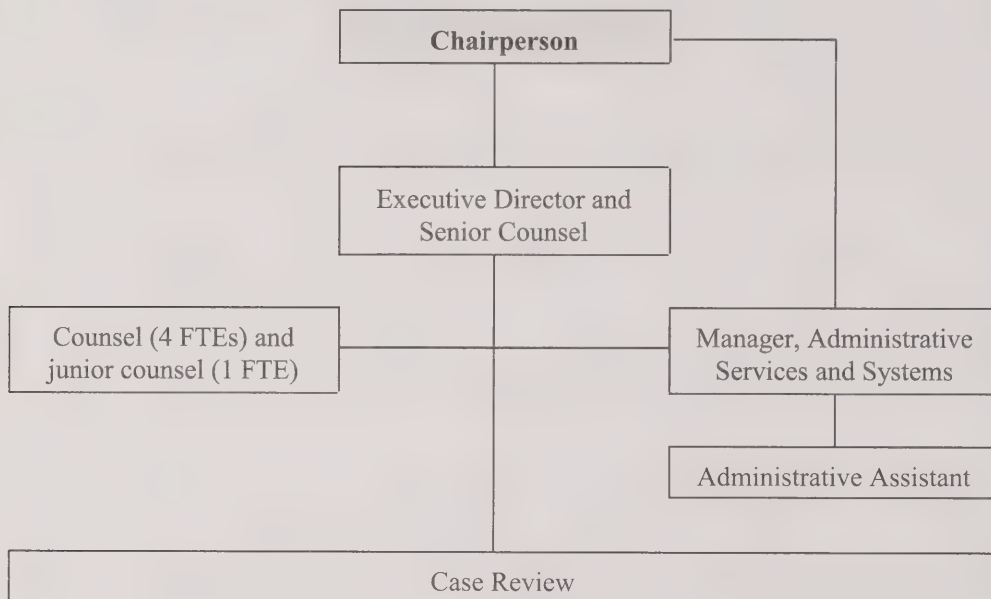 Chairperson
Executive Director and
Senior Counsel
Counsel (4 FTEs) and
junior counsel (1 FTE)
Manager, Administrative
Services and Systems
Administrative Assistant
Case Review